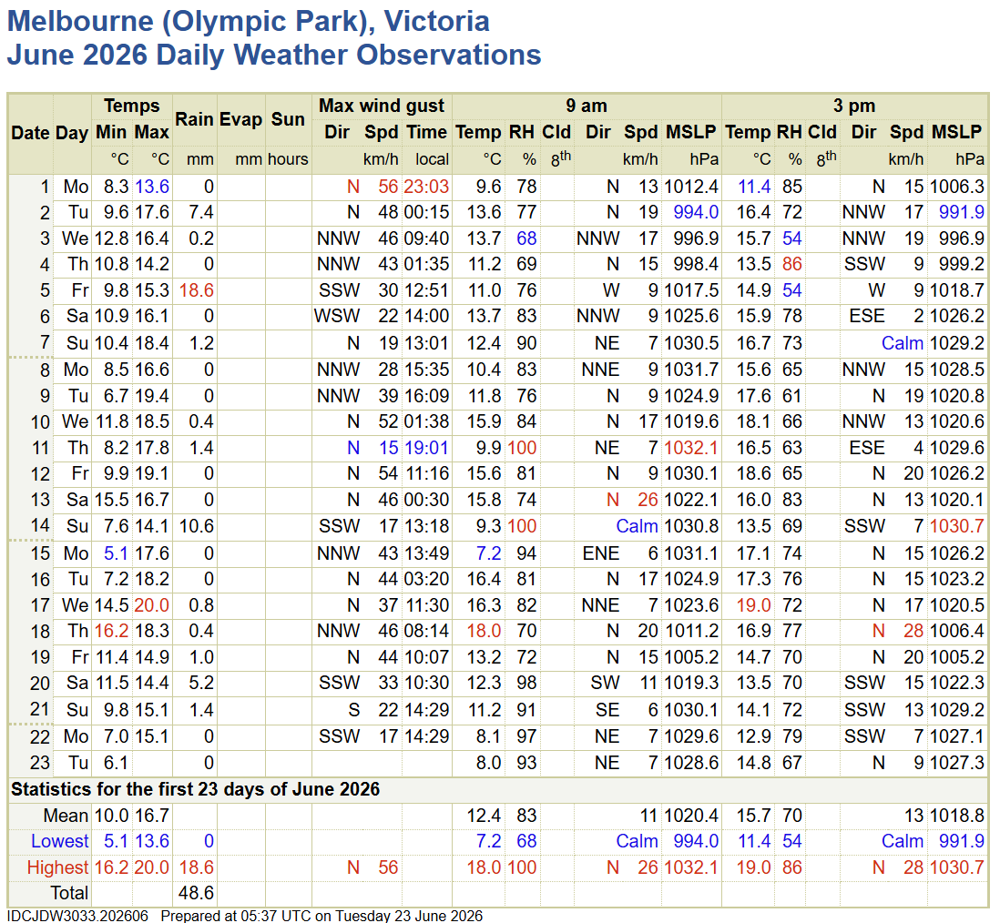 Melbourne (Olympic Park), Victoria
June 2026 Daily Weather Observations
Temps Max wind gust 9 am 3 pm
Date Day Min Max Rain Evap Sun Dir Spd Time Temp RH Cld Dir Spd MSLP Temp RH Cld Dir Spd MSLP
°C °C mm mm hours km/h local °C % 8th km/h hPa °C % 8th km/h hPa
1 Mo 8.3 13.6 0 N 56 23:03 9.6 78 N 13 1012.4 11.4 85 N 15 1006.3
2 Tu 9.6 17.6 7.4 N 48 00:15 13.6 77 N 19 994.0 16.4 72 NNW 17 991.9
3 We 12.8 16.4 0.2 NNW 46 09:40 13.7 68 NNW 17 996.9 15.7 54 NNW 19 996.9
4 Th 10.8 14.2 0 NNW 43 01:35 11.2 69 N 15 998.4 13.5 86 SSW 9 999.2
5 Fr 9.8 15.3 18.6 SSW 30 12:51 11.0 76 W 9 1017.5 14.9 54 W 9 1018.7
6 Sa 10.9 16.1 0 WSW 22 14:00 13.7 83 NNW 9 1025.6 15.9 78 ESE 2 1026.2
7 Su 10.4 18.4 1.2 N 19 13:01 12.4 90 NE 7 1030.5 16.7 73 Calm 1029.2
8 Mo 8.5 16.6 0 NNW 28 15:35 10.4 83 NNE 9 1031.7 15.6 65 NNW 15 1028.5
9 Tu 6.7 19.4 0 NNW 39 16:09 11.8 76 N 9 1024.9 17.6 61 N 19 1020.8
10 We 11.8 18.5 0.4 N 52 01:38 15.9 84 N 17 1019.6 18.1 66 NNW 13 1020.6
11 Th 8.2 17.8 1.4 N 15 19:01 9.9 100 NE 7 1032.1 16.5 63 ESE 4 1029.6
12 Fr 9.9 19.1 0 N 54 11:16 15.6 81 N 9 1030.1 18.6 65 N 20 1026.2
13 Sa 15.5 16.7 0 N 46 00:30 15.8 74 N 26 1022.1 16.0 83 N 13 1020.1
14 Su 7.6 14.1 10.6 SSW 17 13:18 9.3 100 Calm 1030.8 13.5 69 SSW 7 1030.7
15 Mo 5.1 17.6 0 NNW 43 13:49 7.2 94 ENE 6 1031.1 17.1 74 N 15 1026.2
16 Tu 7.2 18.2 0 N 44 03:20 16.4 81 N 17 1024.9 17.3 76 N 15 1023.2
17 We 14.5 20.0 0.8 N 37 11:30 16.3 82 NNE 7 1023.6 19.0 72 N 17 1020.5
18 Th 16.2 18.3 0.4 NNW 46 08:14 18.0 70 N 20 1011.2 16.9 77 N 28 1006.4
19 Fr 11.4 14.9 1.0 N 44 10:07 13.2 72 N 15 1005.2 14.7 70 N 20 1005.2
20 Sa 11.5 14.4 5.2 SSW 33 10:30 12.3 98 SW 11 1019.3 13.5 70 SSW 15 1022.3
21 Su 9.8 15.1 1.4 S 22 14:29 11.2 91 SE 6 1030.1 14.1 72 SSW 13 1029.2
22 Mo 7.0 15.1 0 SSW 17 14:29 8.1 97 NE 7 1029.6 12.9 79 SSW 7 1027.1
23 Tu 6.1 0 8.0 93 NE 7 1028.6 14.8 67 N 9 1027.3
Statistics for the first 23 days of June 2026
Mean 10.0 16.7 12.4 83 11 1020.4 15.7 70 13 1018.8
Lowest 5.1 13.6 0 7.2 68 Calm 994.0 11.4 54 Calm 991.9
Highest 16.2 20.0 18.6 N 56 18.0 100 N 26 1032.1 19.0 86 N 28 1030.7
Total 48.6
IDCJDW3033.202606 Prepared at 05:37 UTC on Tuesday 23 June 2026